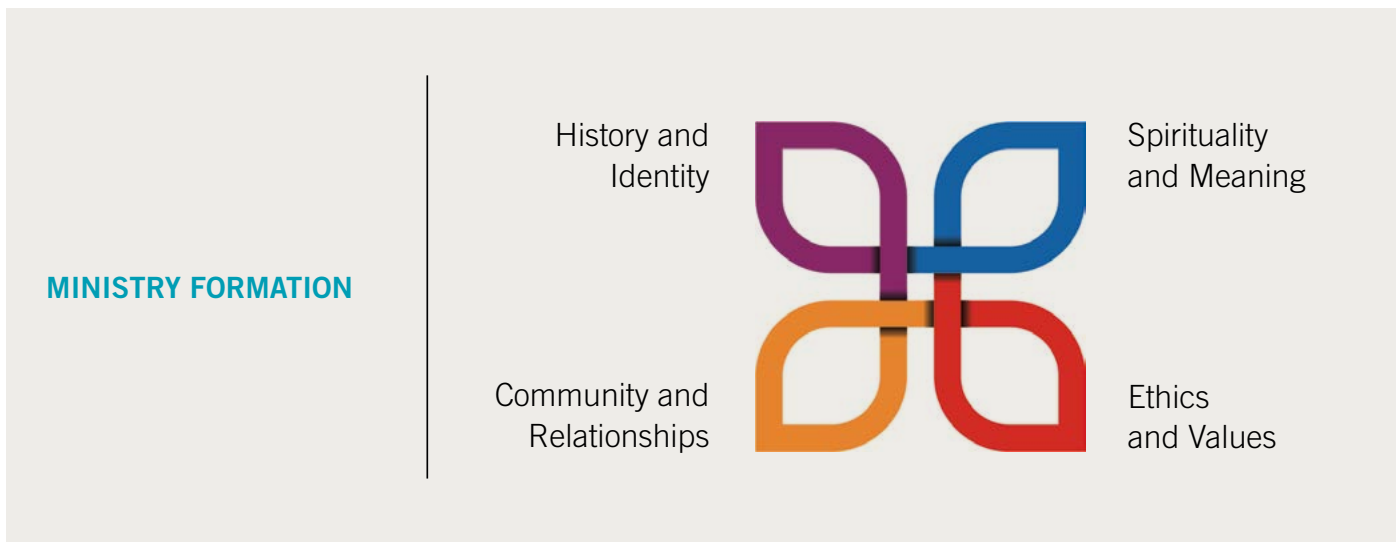 MINISTRY FORMATION
History and
Identity
Spirituality
and Meaning
Community and
Relationships
Ethics
and Values